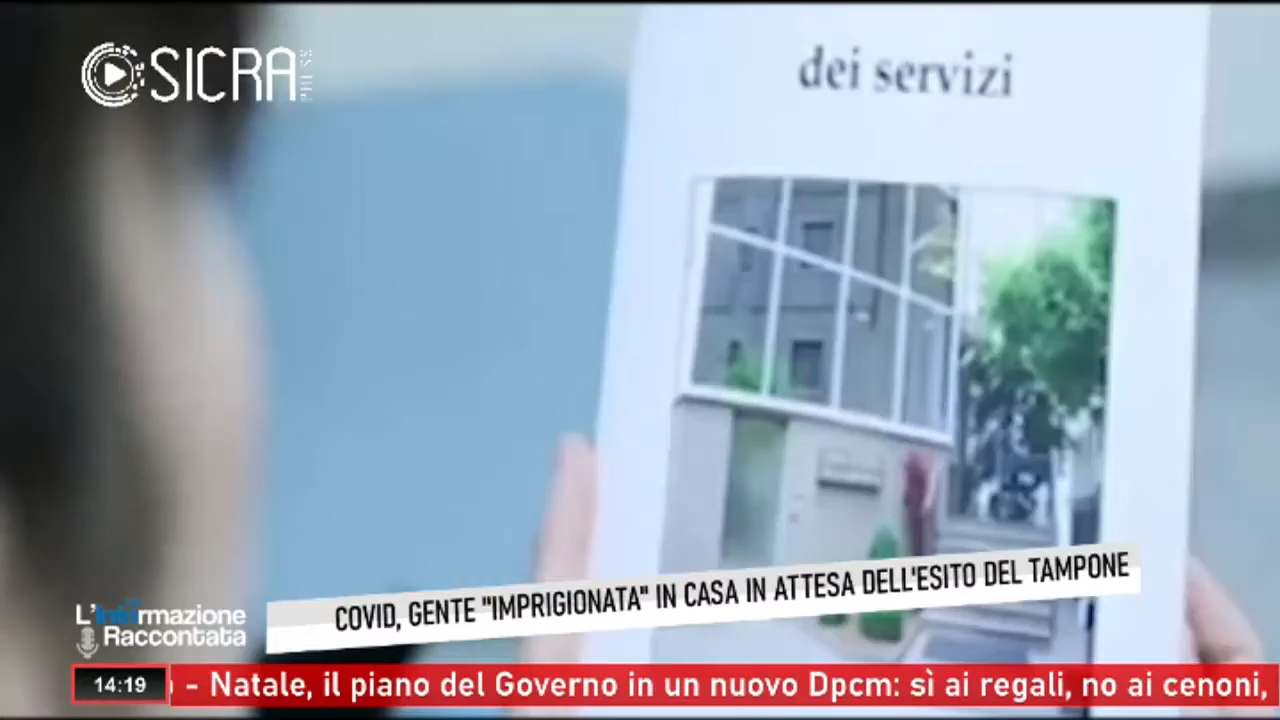 SICRA PRESS
dei servizi
COVID, GENTE "IMPRIGIONATA" IN CASA IN ATTESA DELL'ESITO DEL TAMPONE
L'Informazione
Raccontata
14:19 – Natale, il piano del Governo in un nuovo Dpcm: sì ai regali, no ai cenoni,